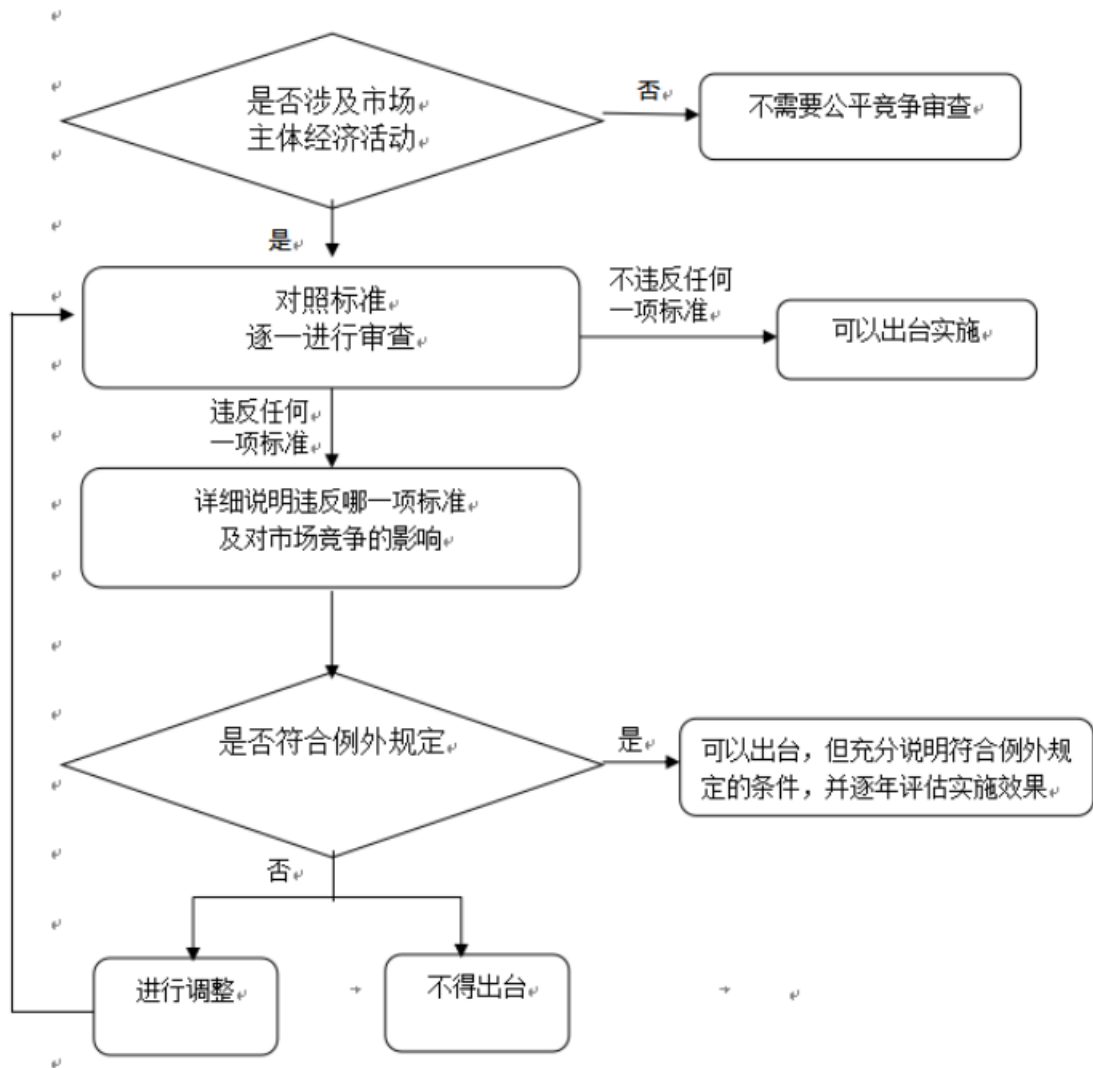 是否涉及市场
主体经济活动
否
不需要公平竞争审查
是
对照标准
逐一进行审查
不违反任何
一项标准
可以出台实施
违反任何
一项标准
详细说明违反哪一项标准
及对市场竞争的影响
是否符合例外规定
是
可以出台，但充分说明符合例外规
定的条件，并逐年评估实施效果
否
进行调整
不得出台